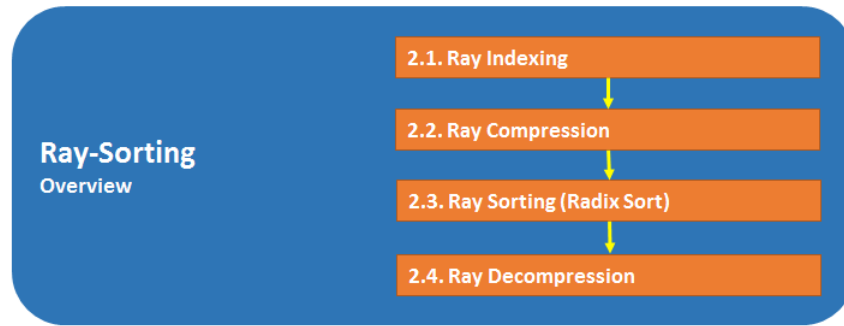 Ray-Sorting
Overview
2.1. Ray Indexing
2.2. Ray Compression
2.3. Ray Sorting (Radix Sort)
2.4. Ray Decompression